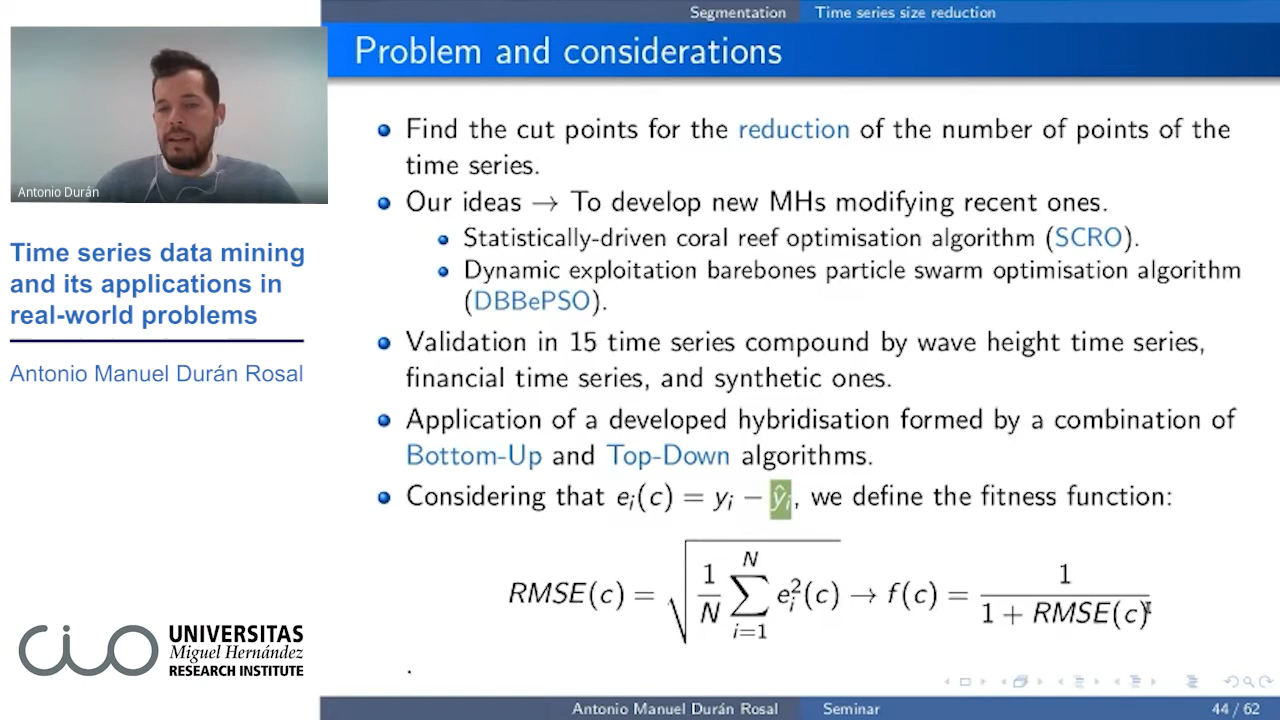 Segmentation Time series size reduction
Problem and considerations
Antonio Durán
Time series data mining
and its applications in
real-world problems
Antonio Manuel Durán Rosal
CIO
UNIVERSITAS
Miguel Hernández
RESEARCH INSTITUTE
Find the cut points for the reduction of the number of points of the
time series.
Our ideas → To develop new MHs modifying recent ones.
Statistically-driven coral reef optimisation algorithm (SCRO).
Dynamic exploitation barebones particle swarm optimisation algorithm
(DBBePSO).
Validation in 15 time series compound by wave height time series,
financial time series, and synthetic ones.
Application of a developed hybridisation formed by a combination of
Bottom-Up and Top-Down algorithms.
Considering that eᵢ(c) = yᵢ − ŷᵢ, we define the fitness function:
RMSE(c) = √(1/N ∑_{i=1}^{N} eᵢ²(c)) → f(c) = 1/(1 + RMSE(c))
.
Antonio Manuel Durán Rosal Seminar 44 / 62